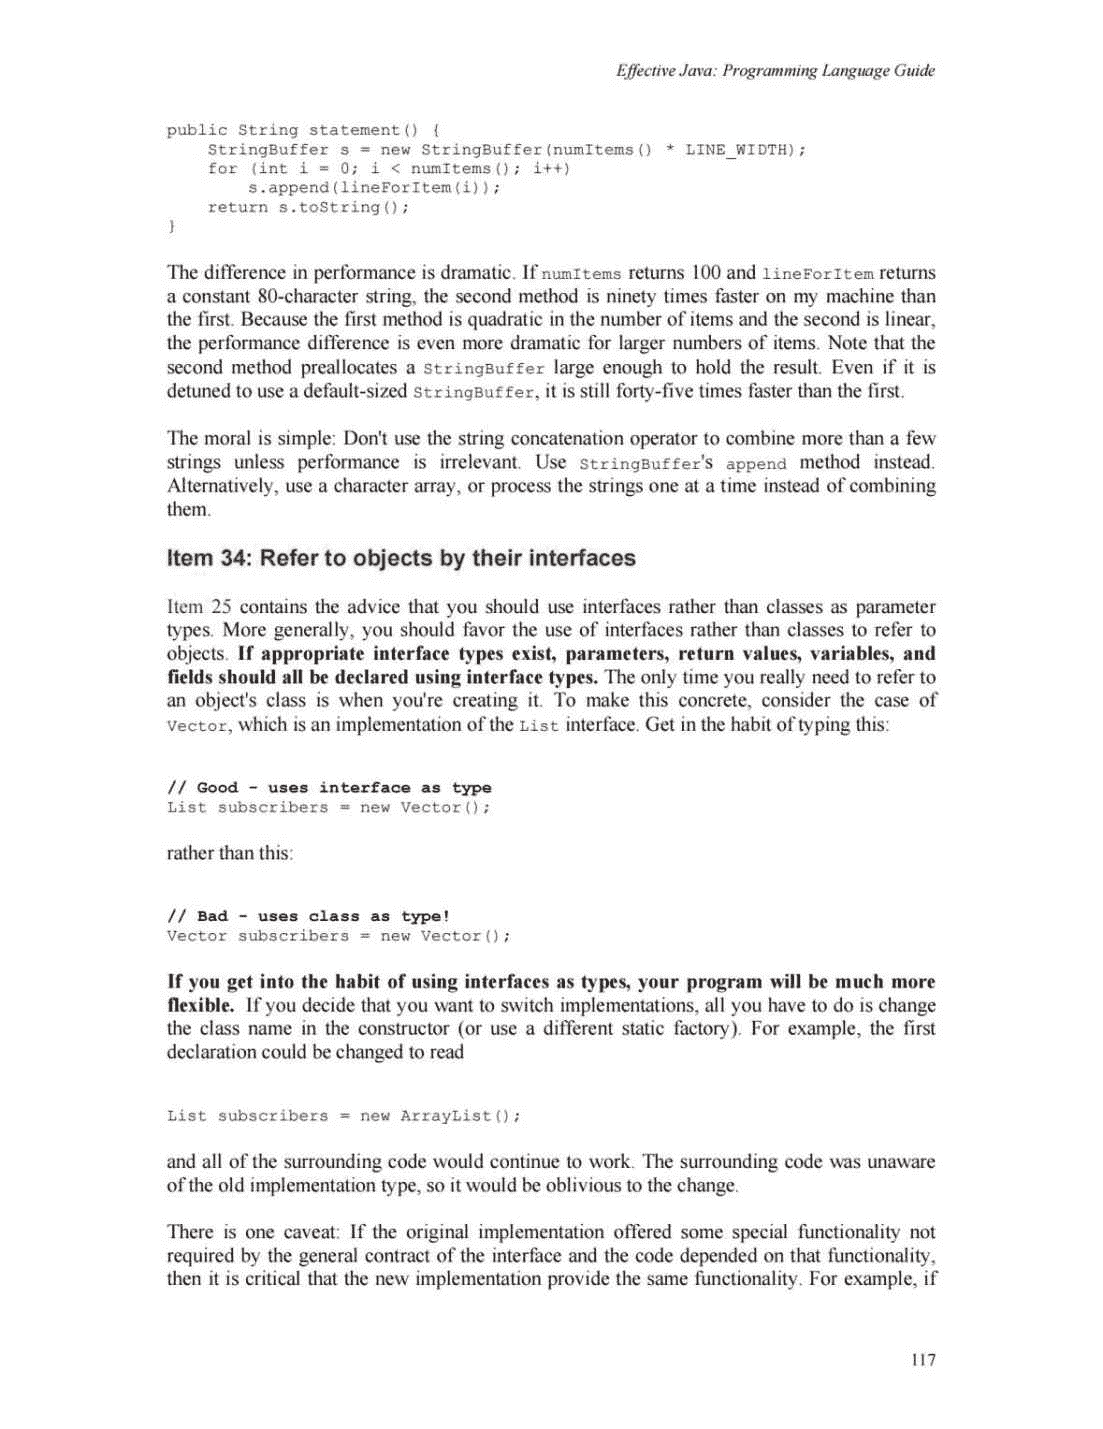 Effective Java: Programming Language Guide
public String statement() {
    StringBuffer s = new StringBuffer(numItems() * LINE_WIDTH);
    for (int i = 0; i < numItems(); i++)
        s.append(lineForItem(i));
    return s.toString();
}
The difference in performance is dramatic. If numItems returns 100 and lineForItem returns
a constant 80-character string, the second method is ninety times faster on my machine than
the first. Because the first method is quadratic in the number of items and the second is linear,
the performance difference is even more dramatic for larger numbers of items. Note that the
second method preallocates a StringBuffer large enough to hold the result. Even if it is
detuned to use a default-sized StringBuffer, it is still forty-five times faster than the first.
The moral is simple: Don't use the string concatenation operator to combine more than a few
strings unless performance is irrelevant. Use StringBuffer's append method instead.
Alternatively, use a character array, or process the strings one at a time instead of combining
them.
Item 34: Refer to objects by their interfaces
Item 25 contains the advice that you should use interfaces rather than classes as parameter
types. More generally, you should favor the use of interfaces rather than classes to refer to
objects. If appropriate interface types exist, parameters, return values, variables, and
fields should all be declared using interface types. The only time you really need to refer to
an object's class is when you're creating it. To make this concrete, consider the case of
Vector, which is an implementation of the List interface. Get in the habit of typing this:
// Good - uses interface as type
List subscribers = new Vector();
rather than this:
// Bad - uses class as type!
Vector subscribers = new Vector();
If you get into the habit of using interfaces as types, your program will be much more
flexible. If you decide that you want to switch implementations, all you have to do is change
the class name in the constructor (or use a different static factory). For example, the first
declaration could be changed to read
List subscribers = new ArrayList();
and all of the surrounding code would continue to work. The surrounding code was unaware
of the old implementation type, so it would be oblivious to the change.
There is one caveat: If the original implementation offered some special functionality not
required by the general contract of the interface and the code depended on that functionality,
then it is critical that the new implementation provide the same functionality. For example, if
117